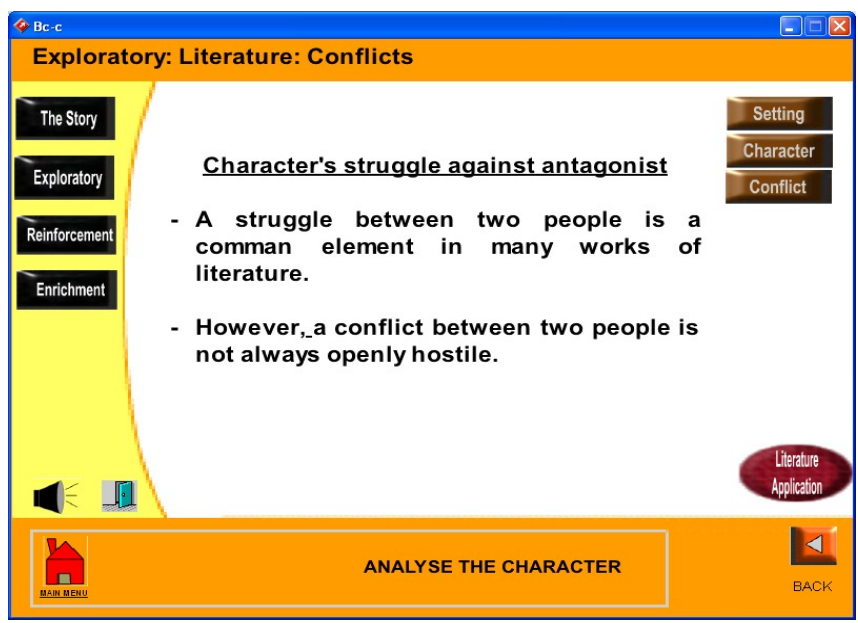 Bc-c
Exploratory: Literature: Conflicts
The Story
Exploratory
Reinforcement
Enrichment
Character's struggle against antagonist
- A struggle between two people is a
comman element in many works of
literature.
- However, a conflict between two people is
not always openly hostile.
Setting
Character
Conflict
Literature
Application
MAIN MENU
ANALYSE THE CHARACTER
BACK